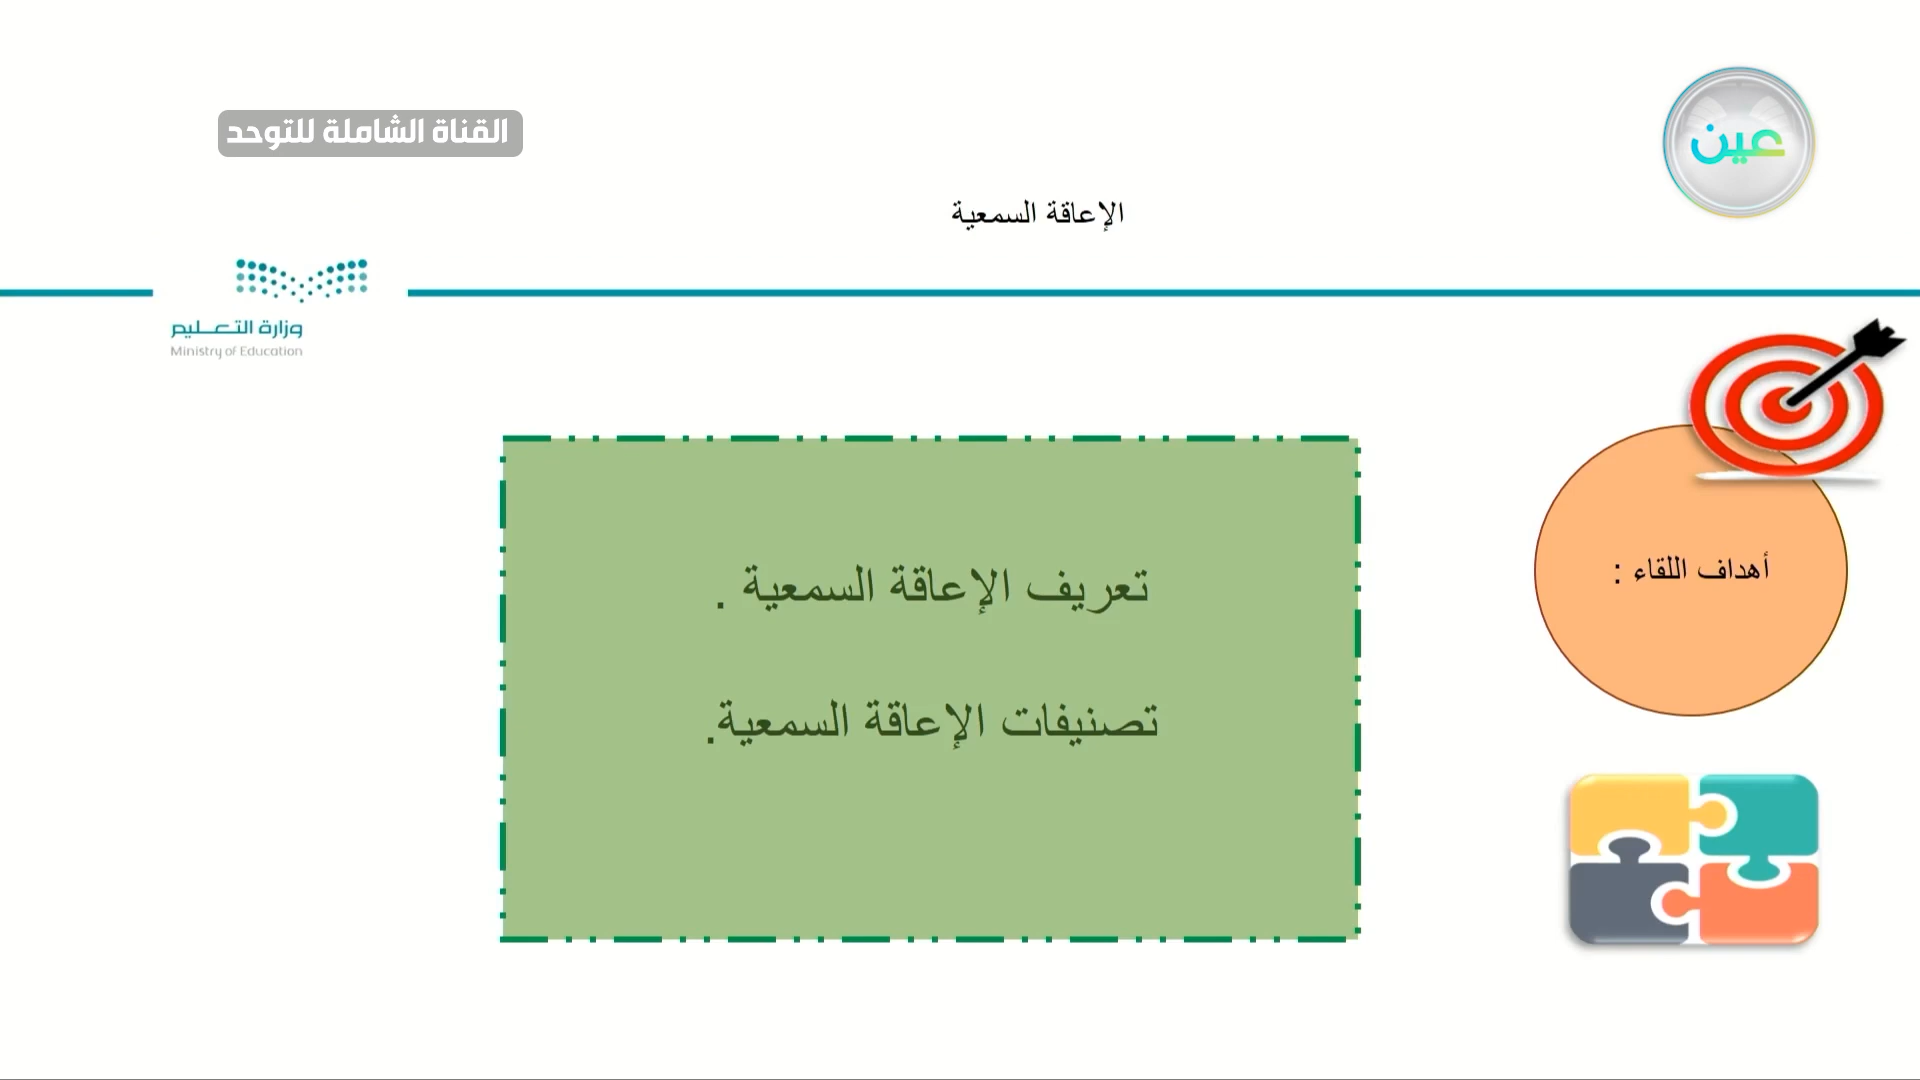 القناة الشاملة للتوحد
عين
الإعاقة السمعية
وزارة التعليم
Ministry of Education
أهداف اللقاء :
تعريف الإعاقة السمعية .
تصنيفات الإعاقة السمعية.